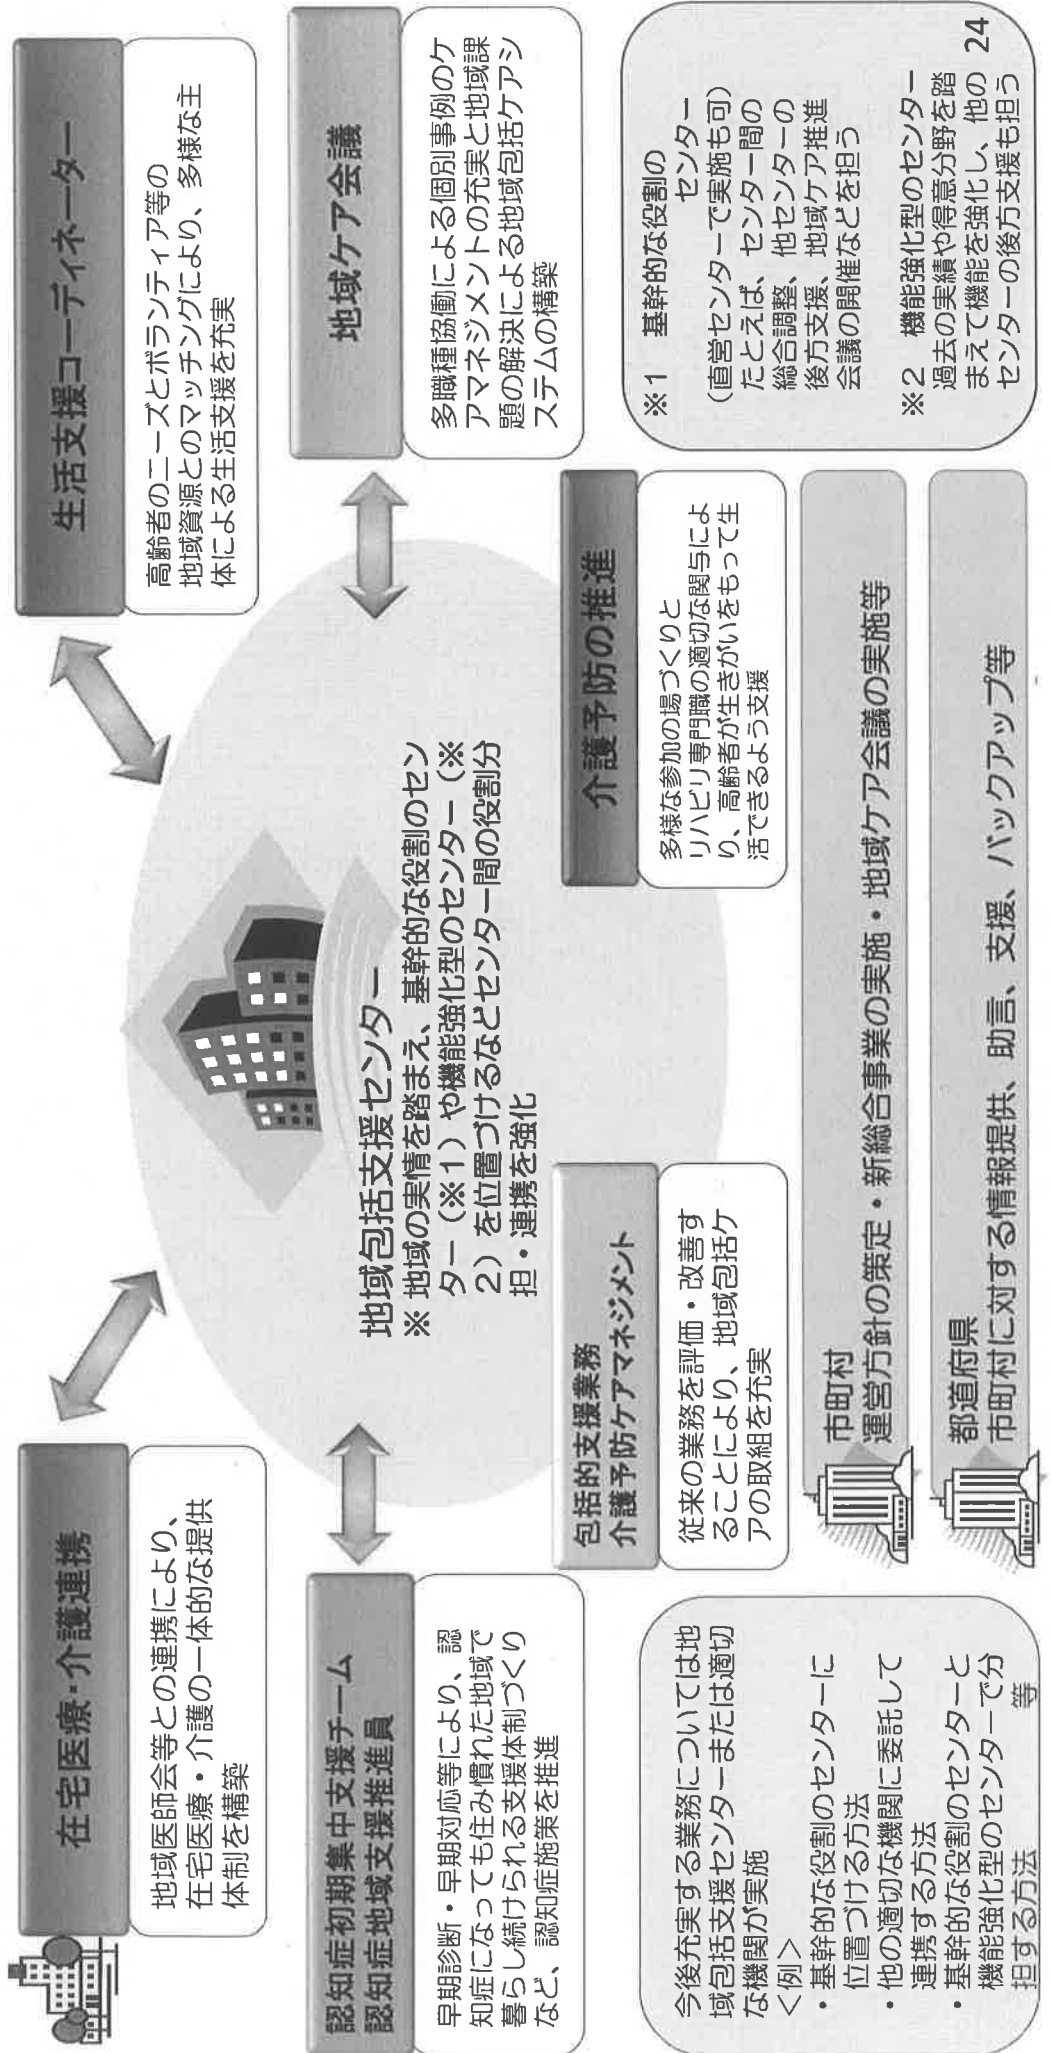 在宅医療・介護連携
地域医師会等との連携により、
在宅医療・介護の一体的な提供
体制を構築
生活支援コーディネーター
高齢者のニーズとボランティア等の
地域資源とのマッチングにより、多様な主
体による生活支援を充実
認知症初期集中支援チーム
認知症地域支援推進員
早期診断・早期対応等により、認
知症になっても住み慣れた地域で
暮らし続けられる支援体制づくり
など、認知症施策を推進
地域包括支援センター
※ 地域の実情を踏まえ、基幹的な役割のセン
ター（※１）や機能強化型のセンター（※
２）を位置づけるなどセンター間の役割分
担・連携を強化
地域ケア会議
多職種協働による個別事例のケ
アマネジメントの充実と地域課
題の解決による地域包括ケアシ
ステムの構築
包括的支援業務
介護予防ケアマネジメント
従来の業務を評価・改善す
ることにより、地域包括ケ
アの取組を充実
介護予防の推進
多様な参加の場づくりと
リハビリ専門職の適切な関与によ
り、高齢者が生きがいをもって生
活できるよう支援
今後充実する業務については地
域包括支援センターまたは適切
な機関が実施
＜例＞
・基幹的な役割のセンターに
位置づける方法
・他の適切な機関に委託して
連携する方法
・基幹的な役割のセンターと
機能強化型のセンターで分
担する方法 等
市町村
運営方針の策定・新総合事業の実施・地域ケア会議の実施等
都道府県
市町村に対する情報提供、助言、支援、バックアップ等
※１ 基幹的な役割の
センター
（直営センターで実施も可）
たとえば、センター間の
総合調整、他センターの
後方支援、地域ケア推進
会議の開催などを担う
※２ 機能強化型のセンター
過去の実績や得意分野を踏
まえて機能を強化し、他の
センターの後方支援も担う
24